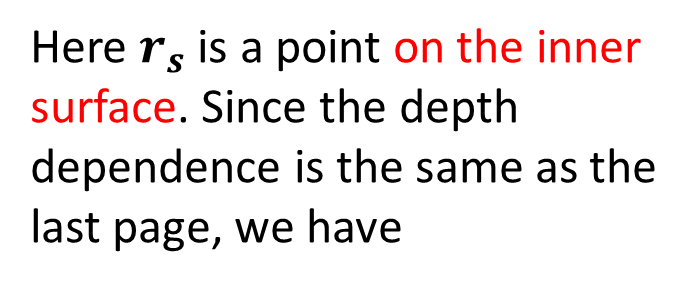 Here r_s is a point on the inner
surface. Since the depth
dependence is the same as the
last page, we have